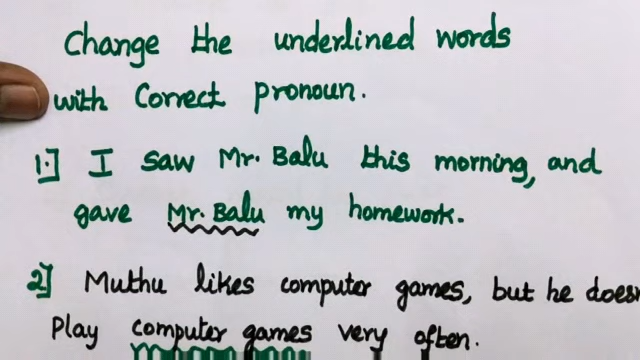 Change the underlined words
with Correct pronoun.
1.] I saw Mr. Balu this morning, and
gave Mr. Balu my homework.
2] Muthu likes computer games, but he doesn
Play computer games very often.